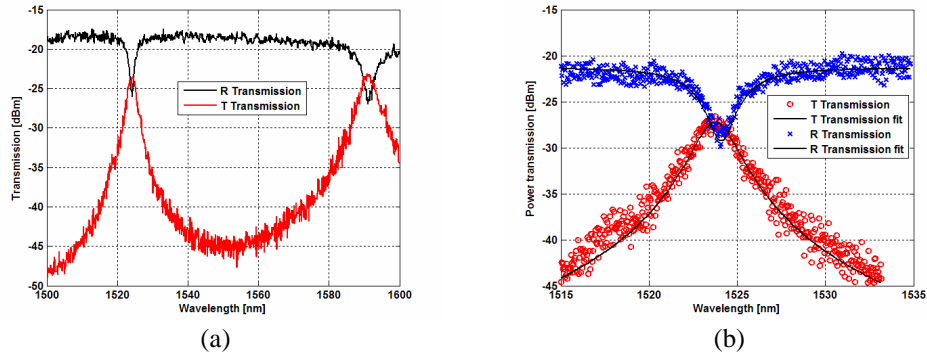 -15
-20
-25
-30
-35
-40
-45
-50
Transmission [dBm]
R Transmission
T Transmission
1500
1520
1540
1560
1580
1600
Wavelength [nm]
(a)
-15
-20
-25
-30
-35
-40
-45
Power transmission [dBm]
T Transmission
T Transmission fit
R Transmission
R Transmission fit
1515
1520
1525
1530
1535
Wavelength [nm]
(b)